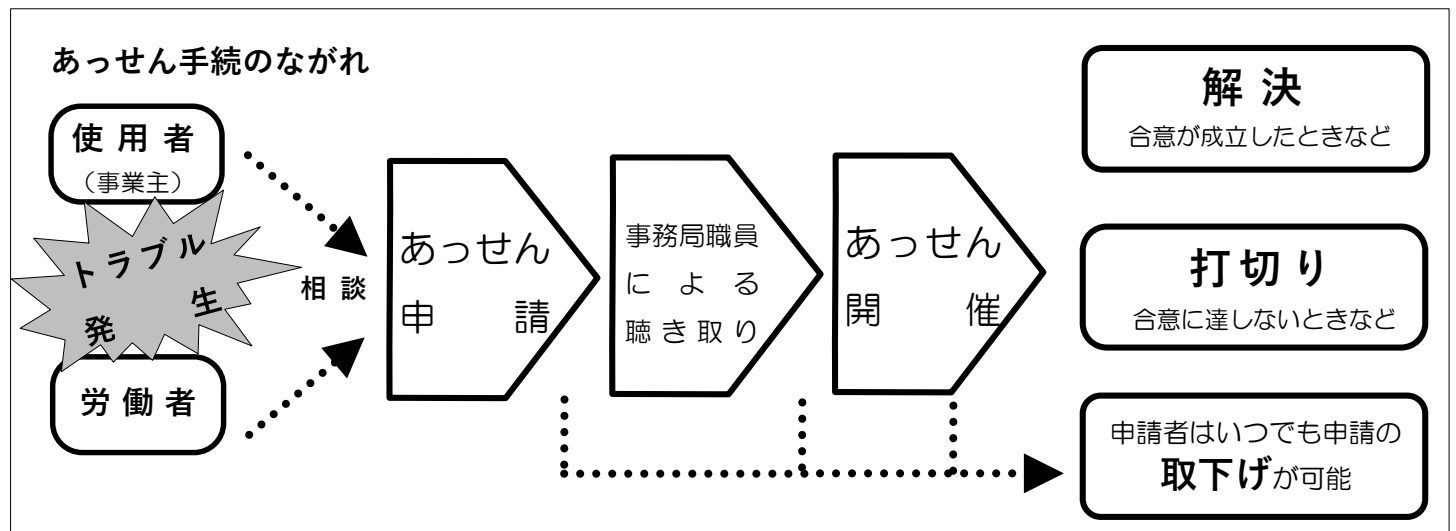 あっせん手続のながれ
使用者
（事業主）
トラブル
発生
労働者
相談
あっせん
申請
事務局職員
による
聴き取り
あっせん
開催
解決
合意が成立したときなど
打切り
合意に達しないときなど
申請者はいつでも申請の
取下げが可能